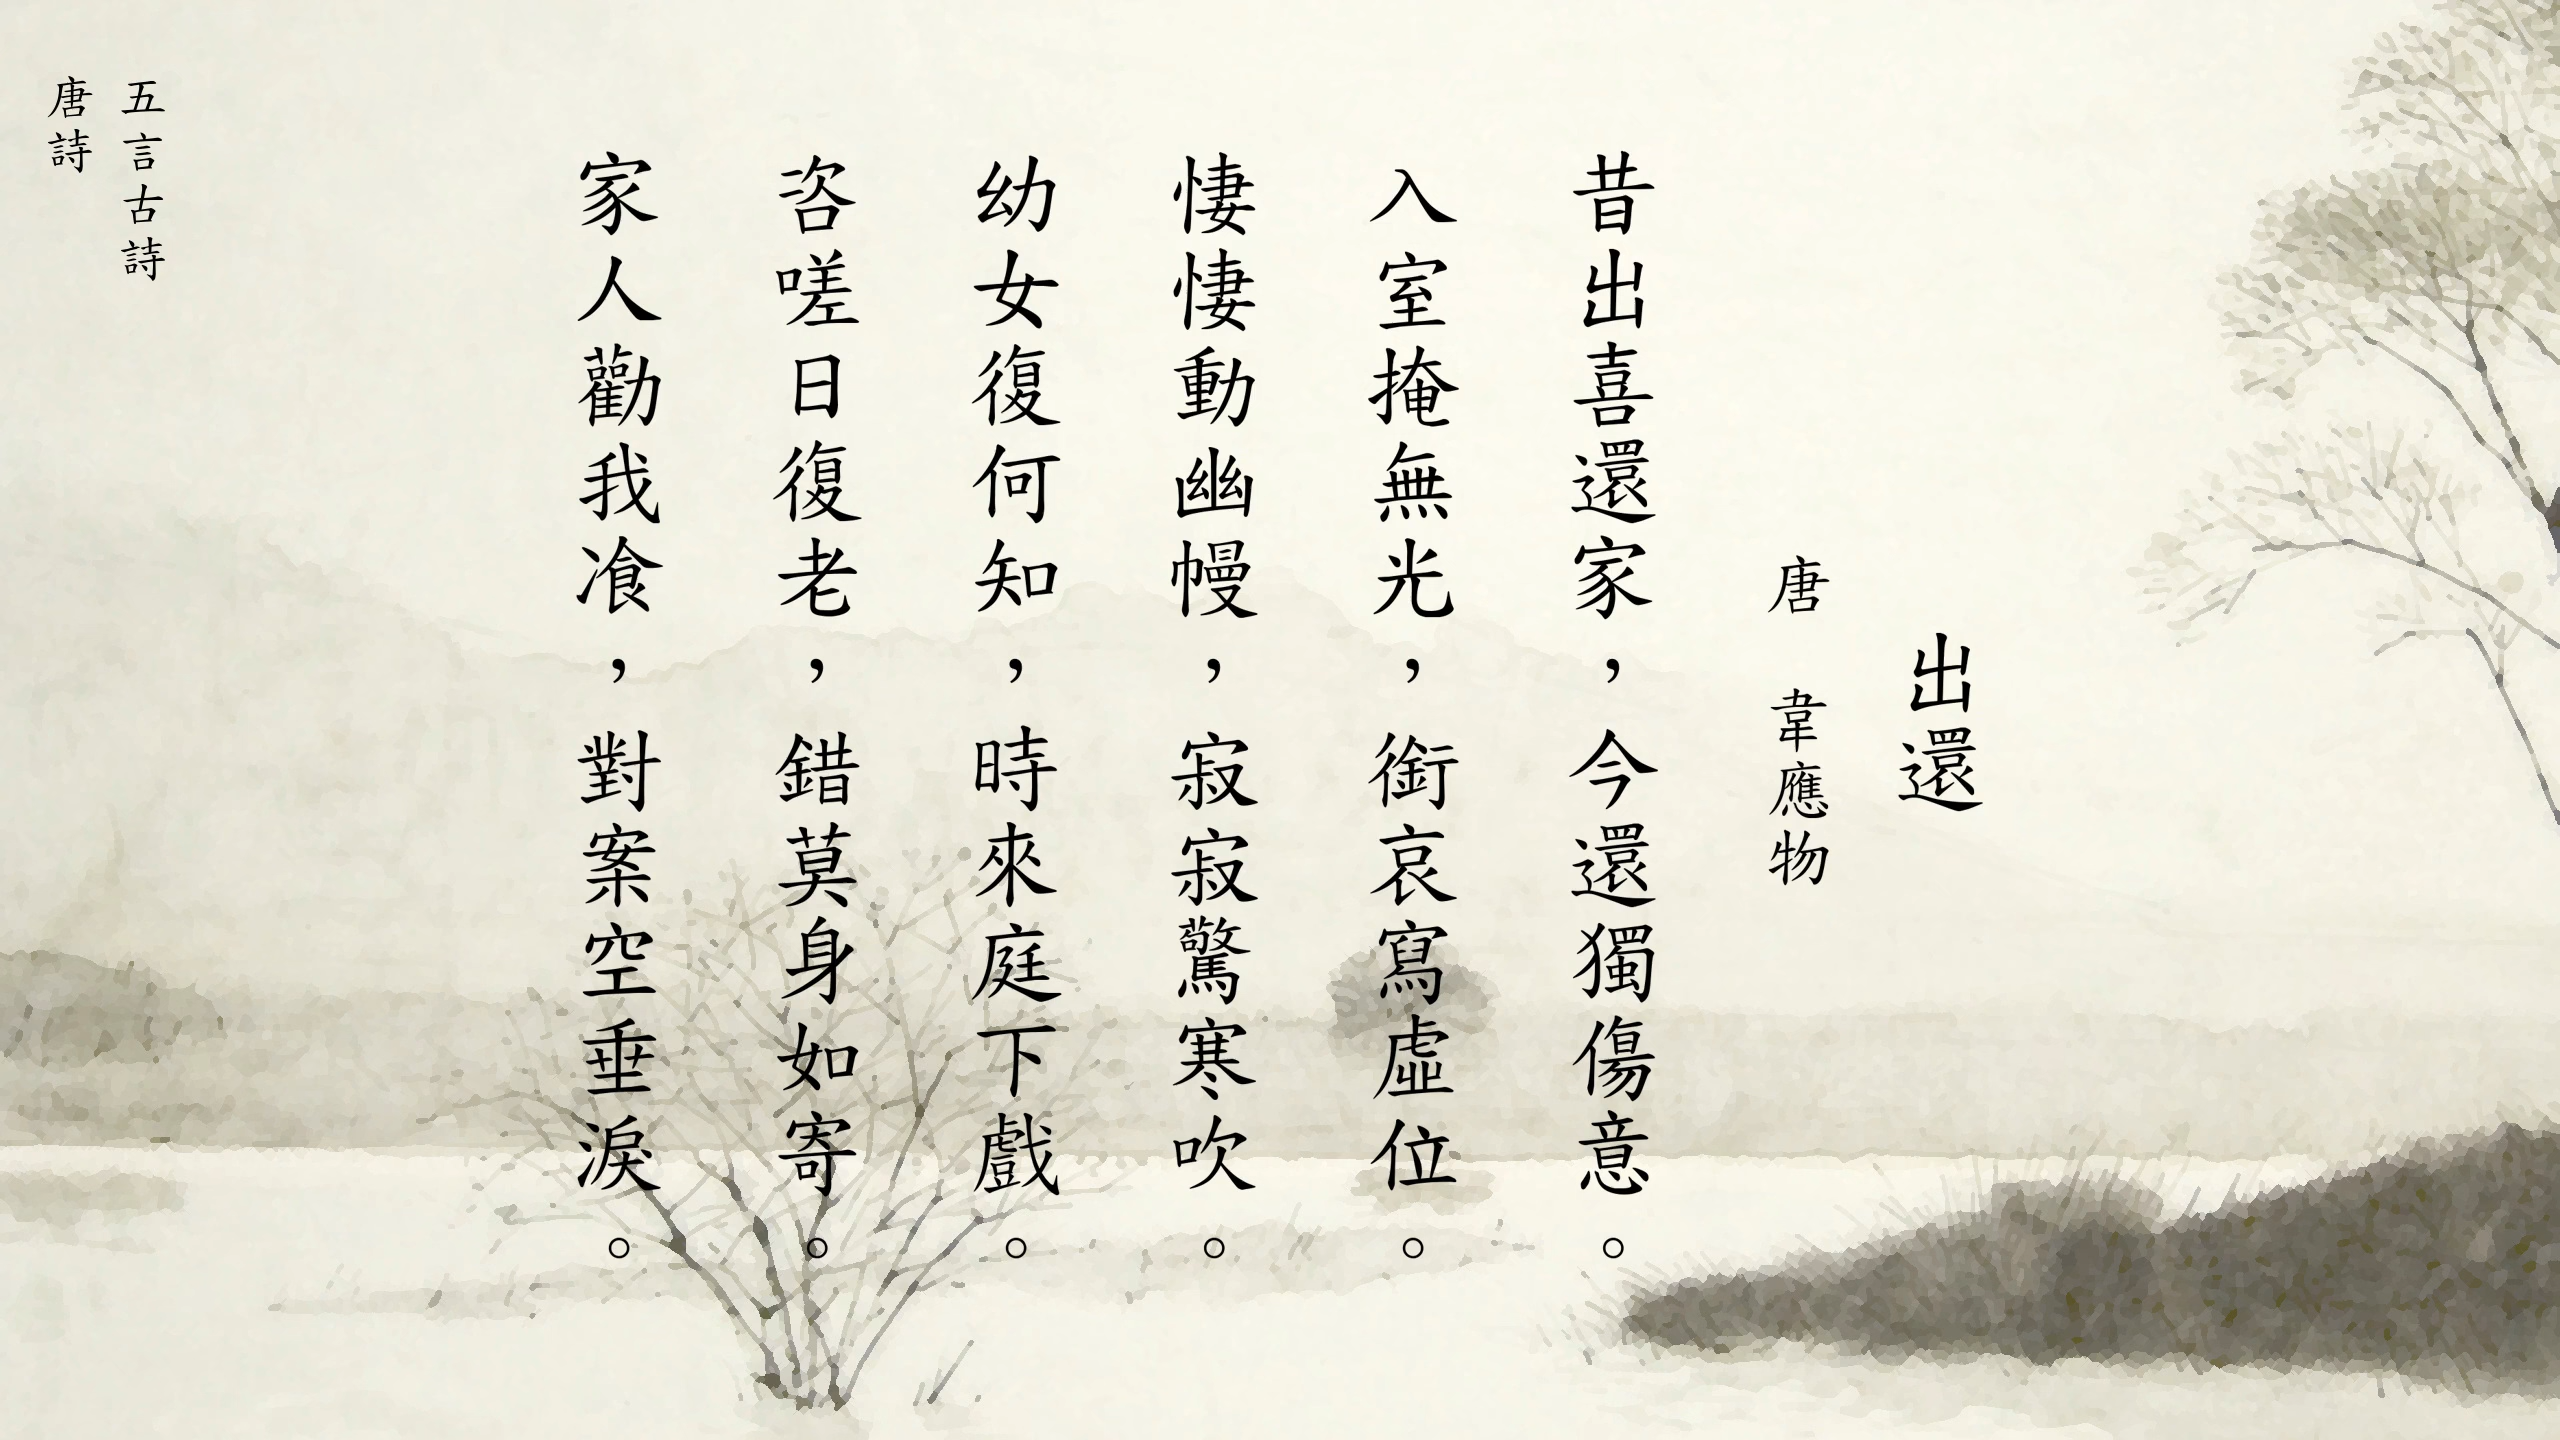 出還
唐 韋應物
昔出喜還家，今還獨傷意。
入室掩無光，銜哀寫虛位。
悽悽動幽幔，寂寂驚寒吹。
幼女復何知，時來庭下戲。
咨嗟日復老，錯莫身如寄。
家人勸我飡，對案空垂淚。
五言古詩
唐詩